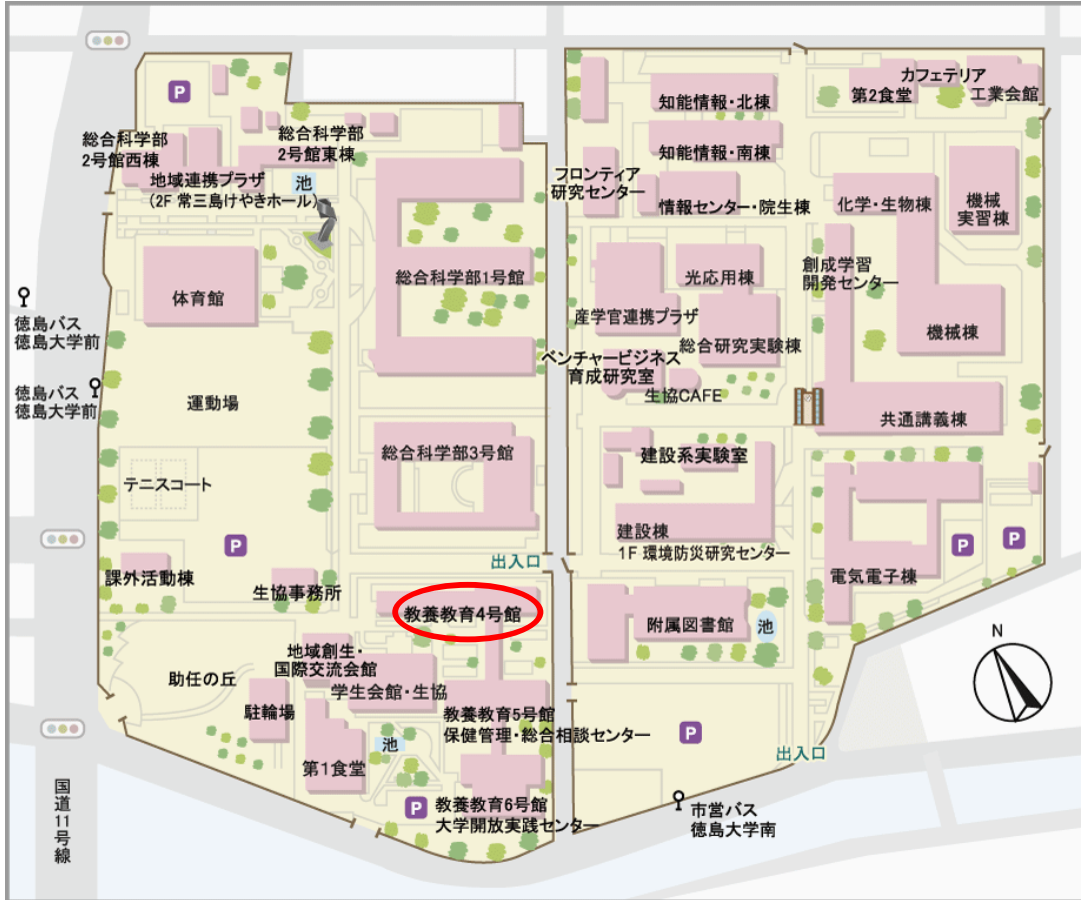 P
総合科学部
2号館西棟
総合科学部
2号館東棟
地域連携プラザ
(2F 常三島けやきホール)
池
体育館
総合科学部1号館
徳島バス
徳島大学前
徳島バス
徳島大学前
運動場
総合科学部3号館
テニスコート
P
課外活動棟
生協事務所
出入口
教養教育4号館
地域創生・
国際交流会館
学生会館・生協
助任の丘
駐輪場
教養教育5号館
保健管理・総合相談センター
池
第1食堂
P
教養教育6号館
大学開放実践センター
国道11号線
知能情報・北棟
第2食堂
カフェテリア
工業会館
知能情報・南棟
フロンティア
研究センター
情報センター・院生棟
化学・生物棟
機械
実習棟
光応用棟
創成学習
開発センター
産学官連携プラザ
総合研究実験棟
機械棟
ベンチャービジネス
育成研究室
生協CAFE
共通講義棟
建設系実験室
建設棟
1F 環境防災研究センター
P
P
電気電子棟
附属図書館
池
N
P
出入口
市営バス
徳島大学南